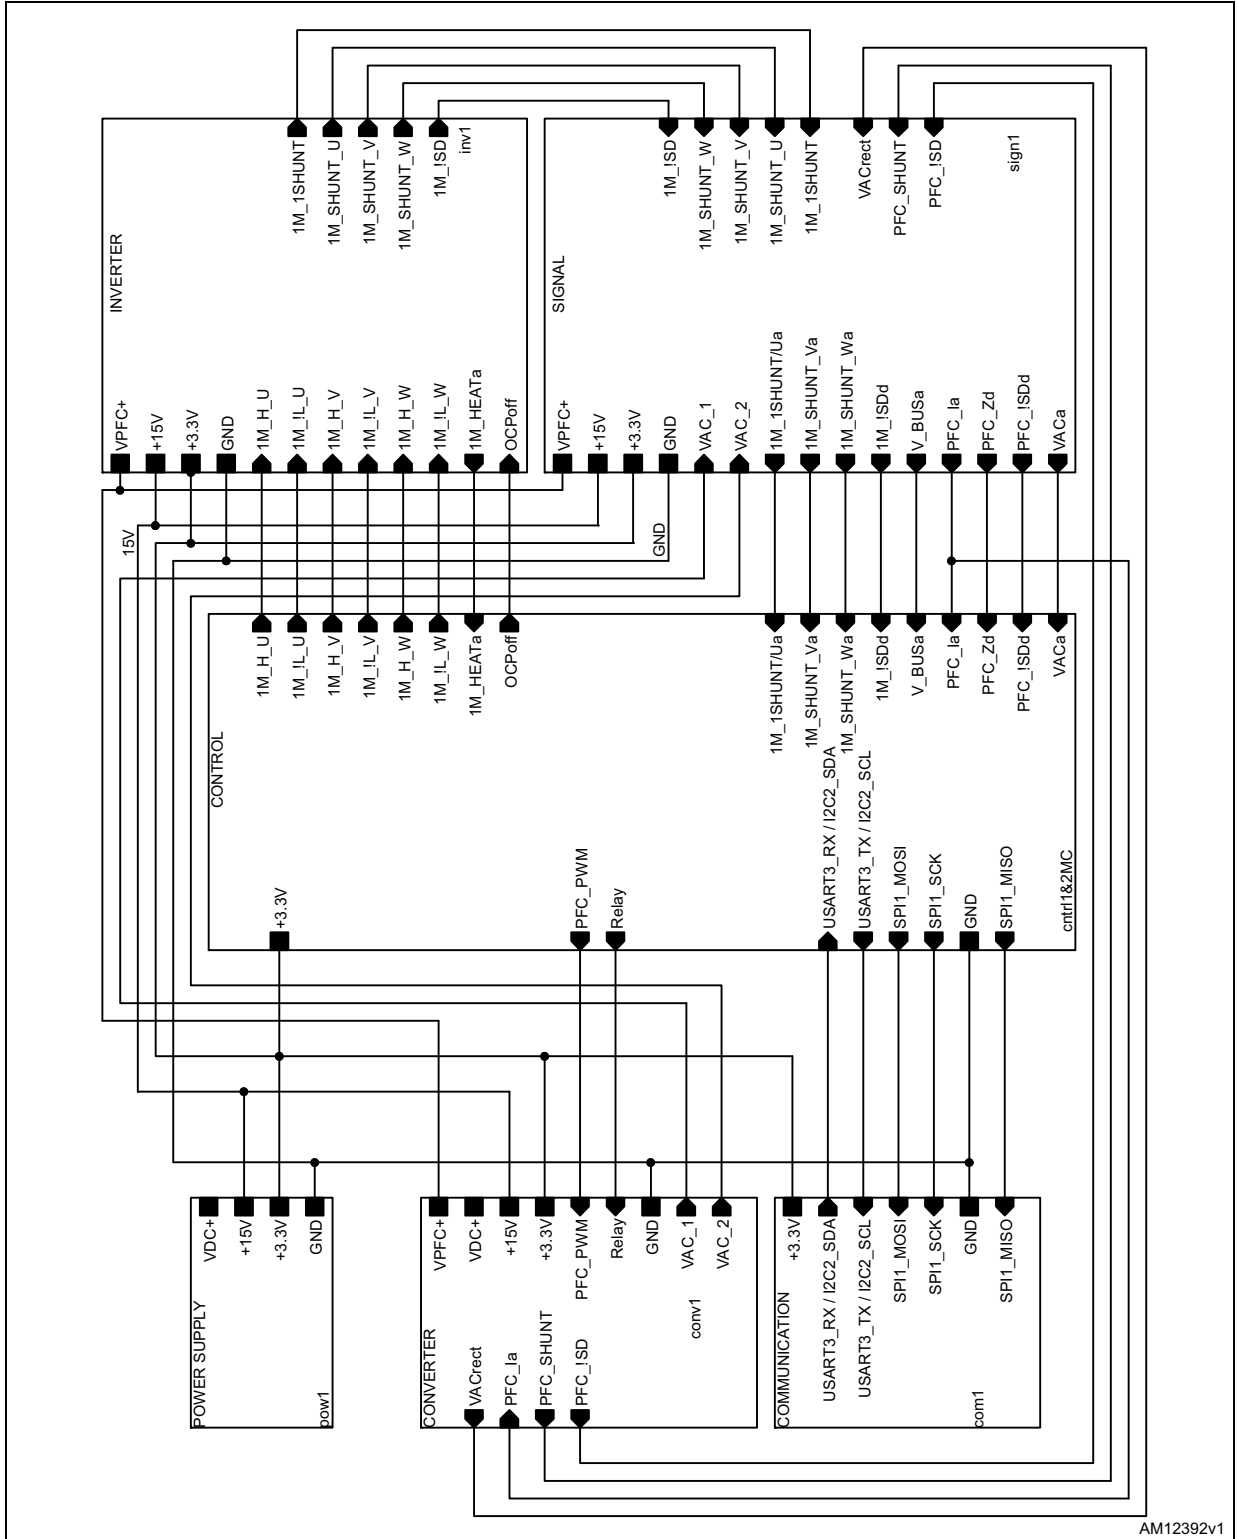 INVERTER
1M_1SHUNT
1M_SHUNT_U
1M_SHUNT_V
1M_SHUNT_W
1M_!SD
inv1
VPFC+
+15V
+3.3V
GND
1M_H_U
1M_!L_U
1M_H_V
1M_!L_V
1M_H_W
1M_!L_W
1M_HEATa
OCPoff
SIGNAL
1M_!SD
1M_SHUNT_W
1M_SHUNT_V
1M_SHUNT_U
1M_1SHUNT
VACrect
PFC_SHUNT
PFC_!SD
sign1
VPFC+
+15V
+3.3V
GND
VAC_1
VAC_2
1M_1SHUNT/Ua
1M_SHUNT_Va
1M_SHUNT_Wa
1M_!SDd
V_BUSa
PFC_Ia
PFC_Zd
PFC_!SDd
VACa
15V
GND
CONTROL
1M_H_U
1M_!L_U
1M_H_V
1M_!L_V
1M_H_W
1M_!L_W
1M_HEATa
OCPoff
1M_1SHUNT/Ua
1M_SHUNT_Va
1M_SHUNT_Wa
1M_!SDd
V_BUSa
PFC_Ia
PFC_Zd
PFC_!SDd
VACa
+3.3V
PFC_PWM
Relay
USART3_RX / I2C2_SDA
USART3_TX / I2C2_SCL
SPI1_MOSI
SPI1_SCK
GND
SPI1_MISO
cntrl1&2MC
POWER SUPPLY
VDC+
+15V
+3.3V
GND
pow1
CONVERTER
VPFC+
VDC+
+15V
+3.3V
PFC_PWM
Relay
GND
VAC_1
VAC_2
VACrect
PFC_Ia
PFC_SHUNT
PFC_!SD
conv1
COMMUNICATION
+3.3V
USART3_RX / I2C2_SDA
USART3_TX / I2C2_SCL
SPI1_MOSI
SPI1_SCK
GND
SPI1_MISO
com1
AM12392v1